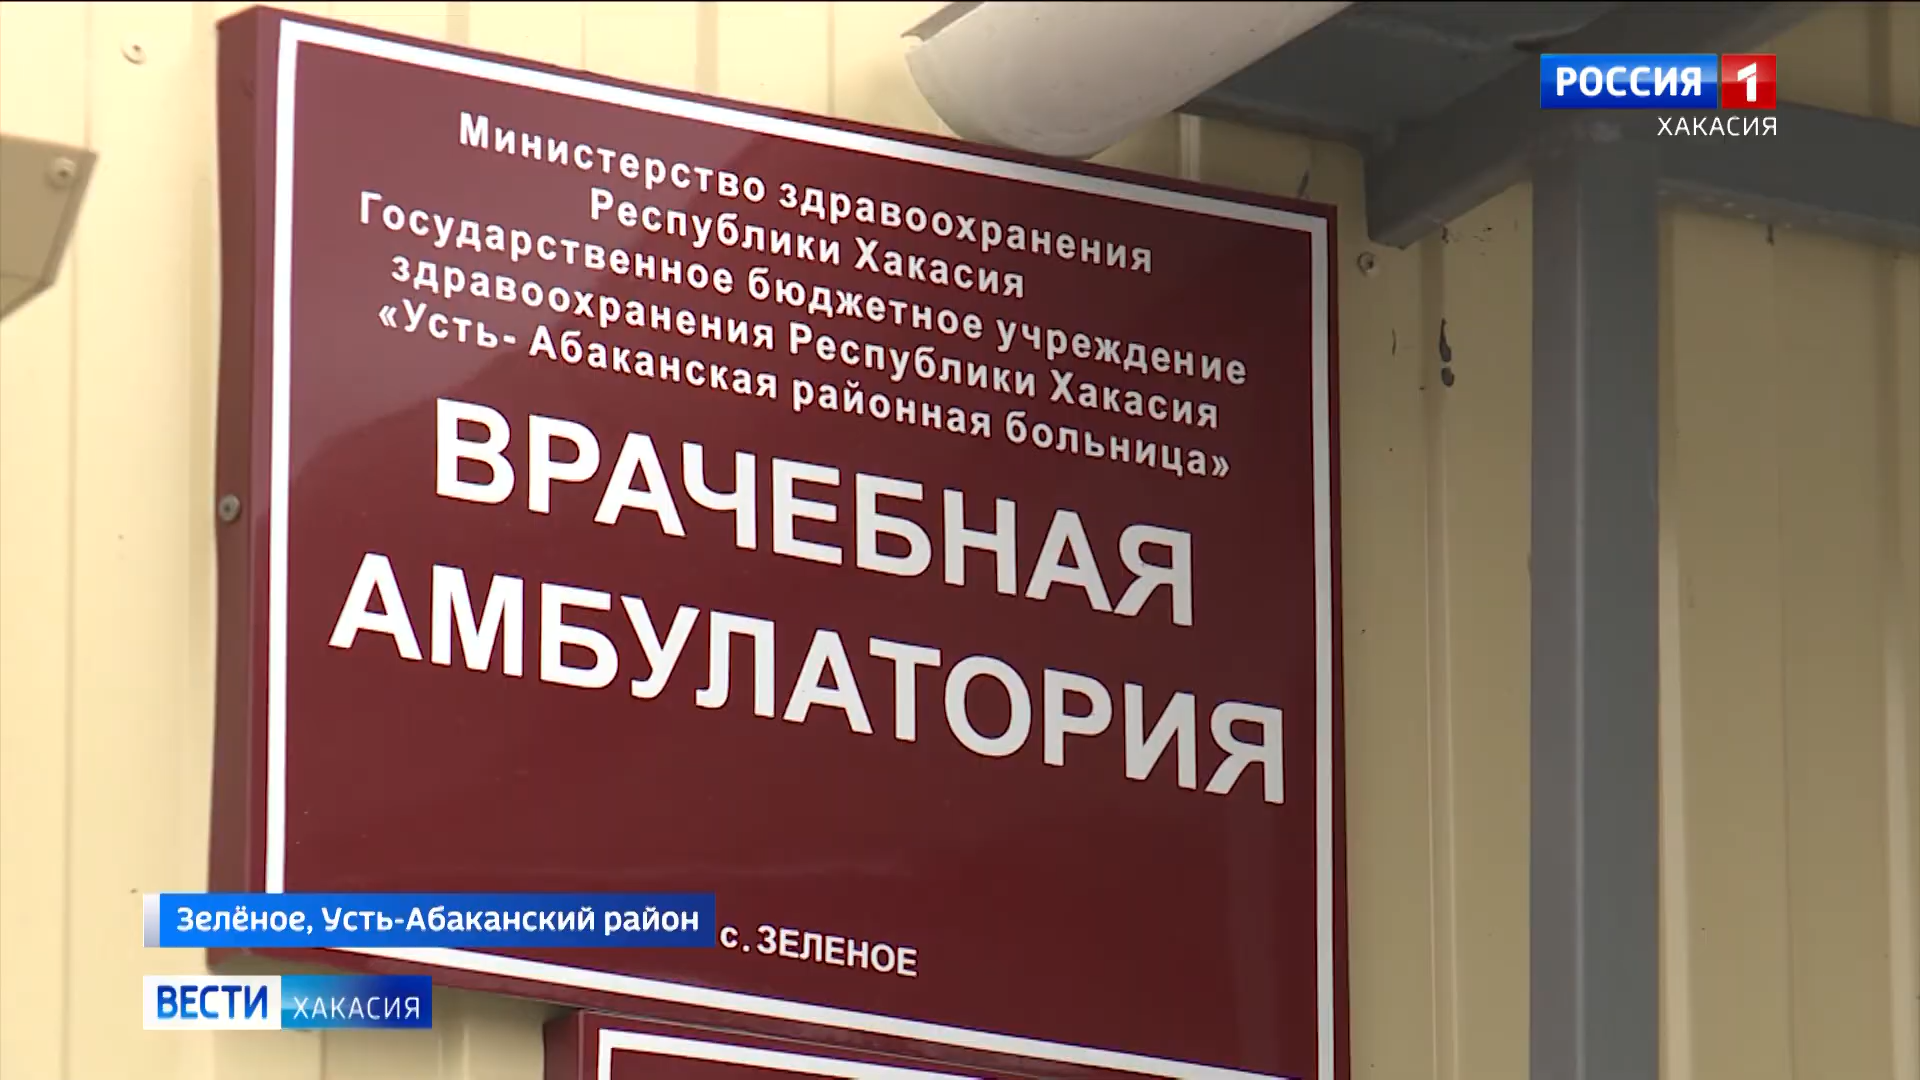 РОССИЯ 1
ХАКАСИЯ
Министерство здравоохранения
Республики Хакасия
Государственное бюджетное учреждение
здравоохранения Республики Хакасия
«Усть- Абаканская районная больница»
ВРАЧЕБНАЯ
АМБУЛАТОРИЯ
с. ЗЕЛЕНОЕ
Зелёное, Усть-Абаканский район
ВЕСТИ ХАКАСИЯ